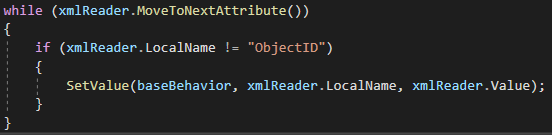 while (xmlReader.MoveToNextAttribute())
{
    if (xmlReader.LocalName != "ObjectID")
    {
        SetValue(baseBehavior, xmlReader.LocalName, xmlReader.Value);
    }
}